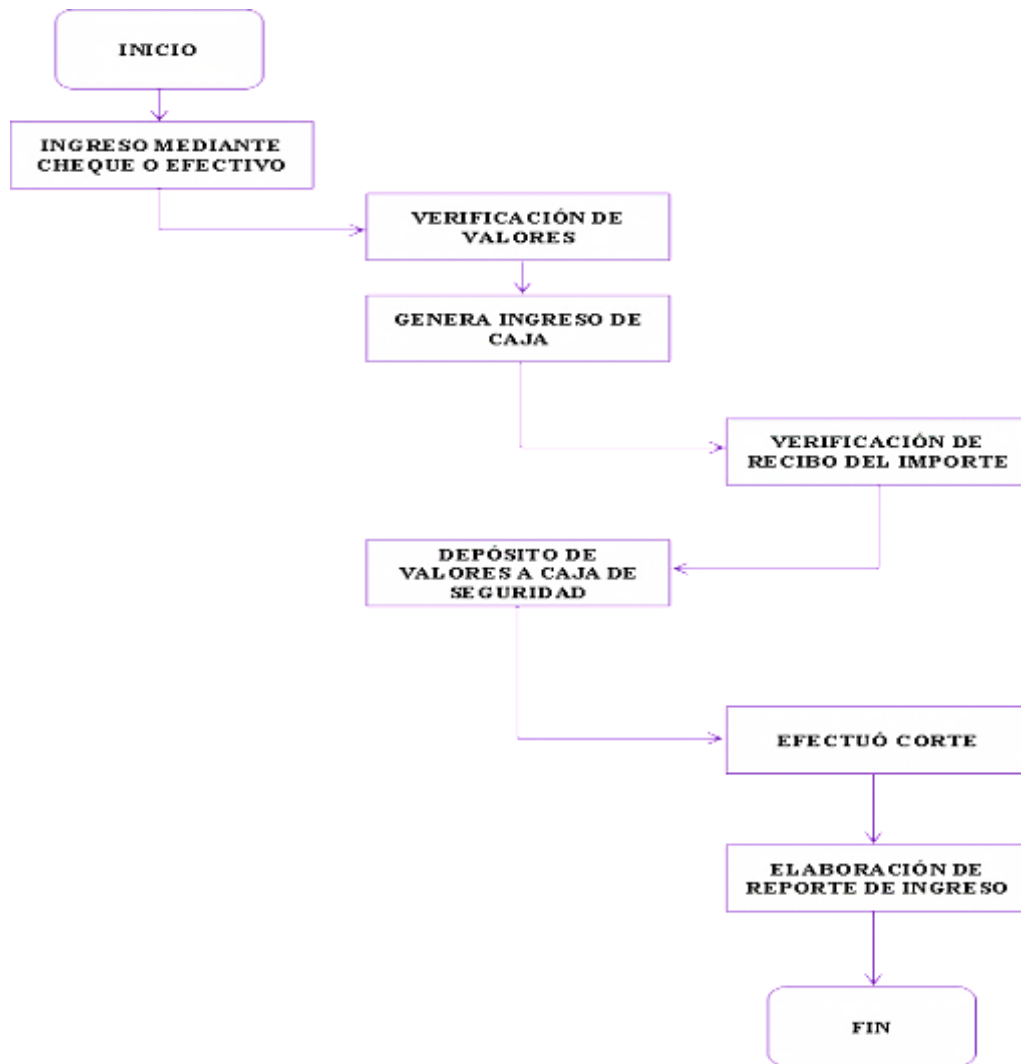 INICIO
INGRESO MEDIANTE
CHEQUE O EFECTIVO
VERIFICACIÓN DE
VALORES
GENERA INGRESO DE
CAJA
VERIFICACIÓN DE
RECIBO DEL IMPORTE
DEPÓSITO DE
VALORES A CAJA DE
SEGURIDAD
EFECTUÓ CORTE
ELABORACIÓN DE
REPORTE DE INGRESO
FIN